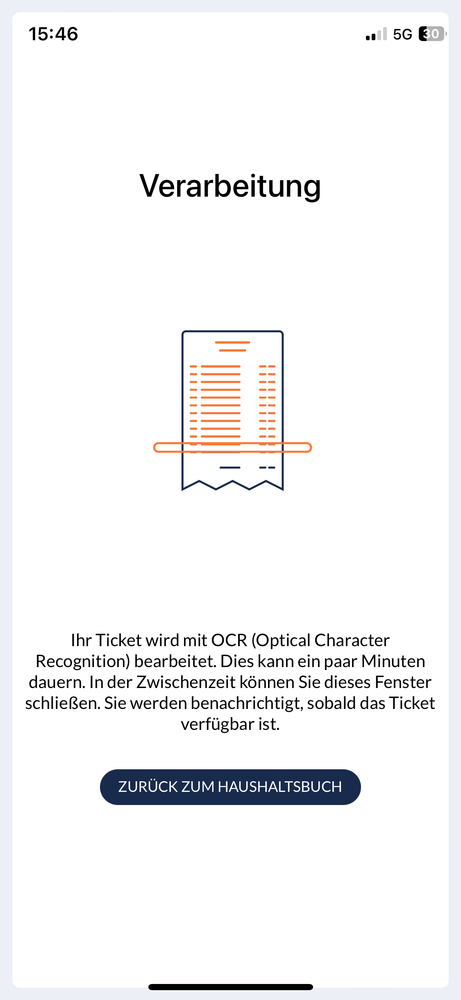 15:46
5G
30
Verarbeitung
Ihr Ticket wird mit OCR (Optical Character
Recognition) bearbeitet. Dies kann ein paar Minuten
dauern. In der Zwischenzeit können Sie dieses Fenster
schließen. Sie werden benachrichtigt, sobald das Ticket
verfügbar ist.
ZURÜCK ZUM HAUSHALTSBUCH